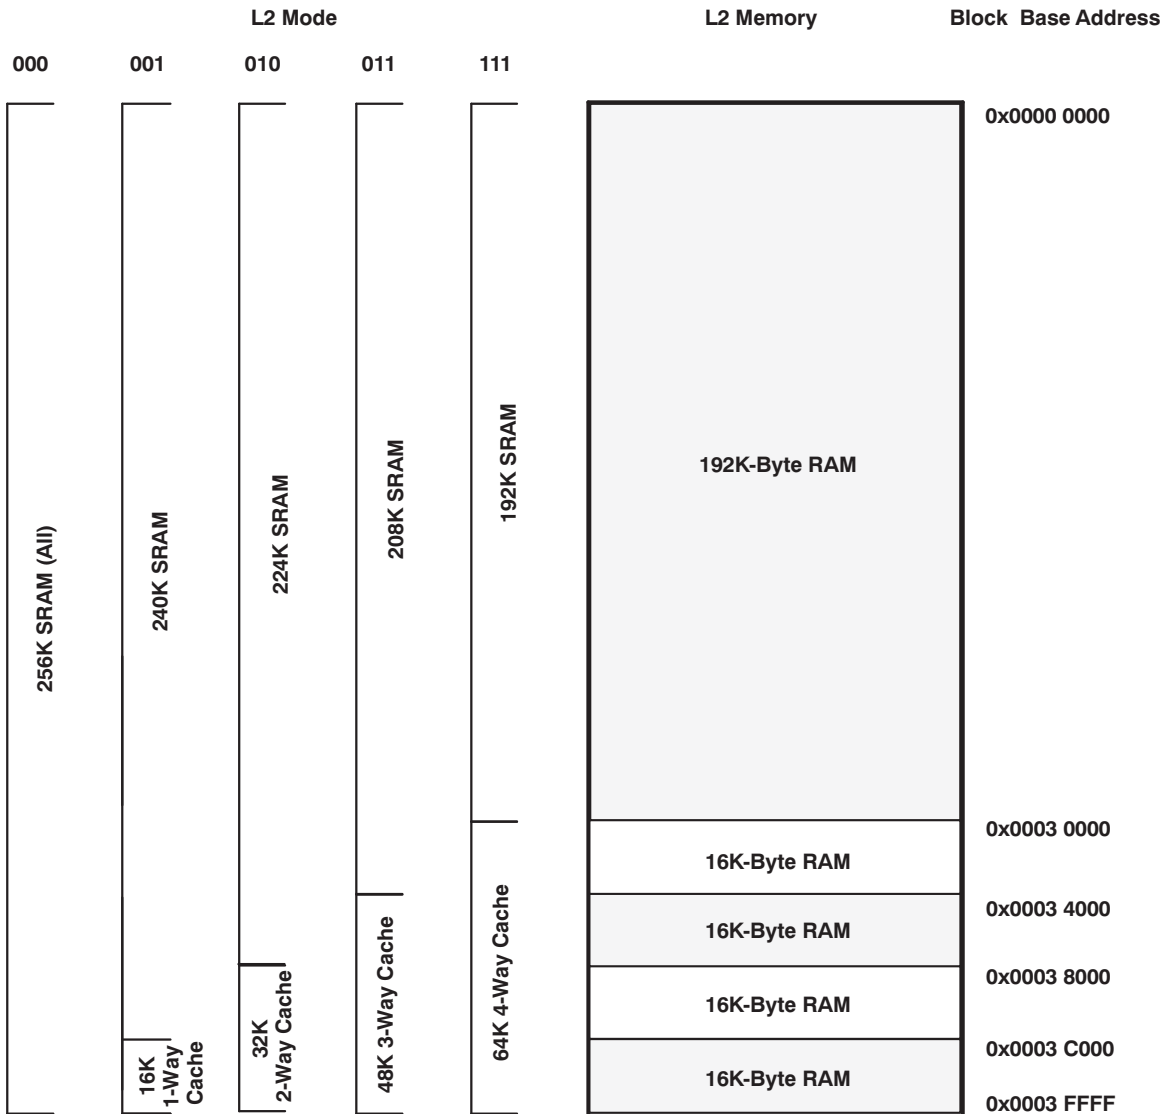 L2 Mode
L2 Memory
Block Base Address
000
001
010
011
111
0x0000 0000
256K SRAM (All)
240K SRAM
224K SRAM
208K SRAM
192K SRAM
192K-Byte RAM
0x0003 0000
16K-Byte RAM
0x0003 4000
16K-Byte RAM
0x0003 8000
16K-Byte RAM
0x0003 C000
16K-Byte RAM
0x0003 FFFF
16K
1-Way
Cache
32K
2-Way Cache
48K 3-Way Cache
64K 4-Way Cache